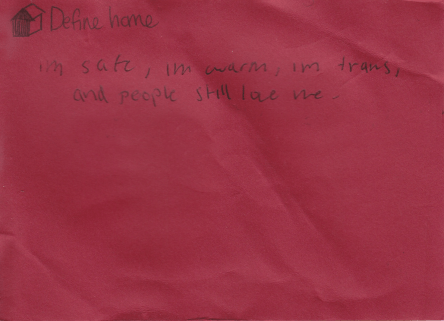 Define home
im safe, im warm, im trans,
and people still love me.